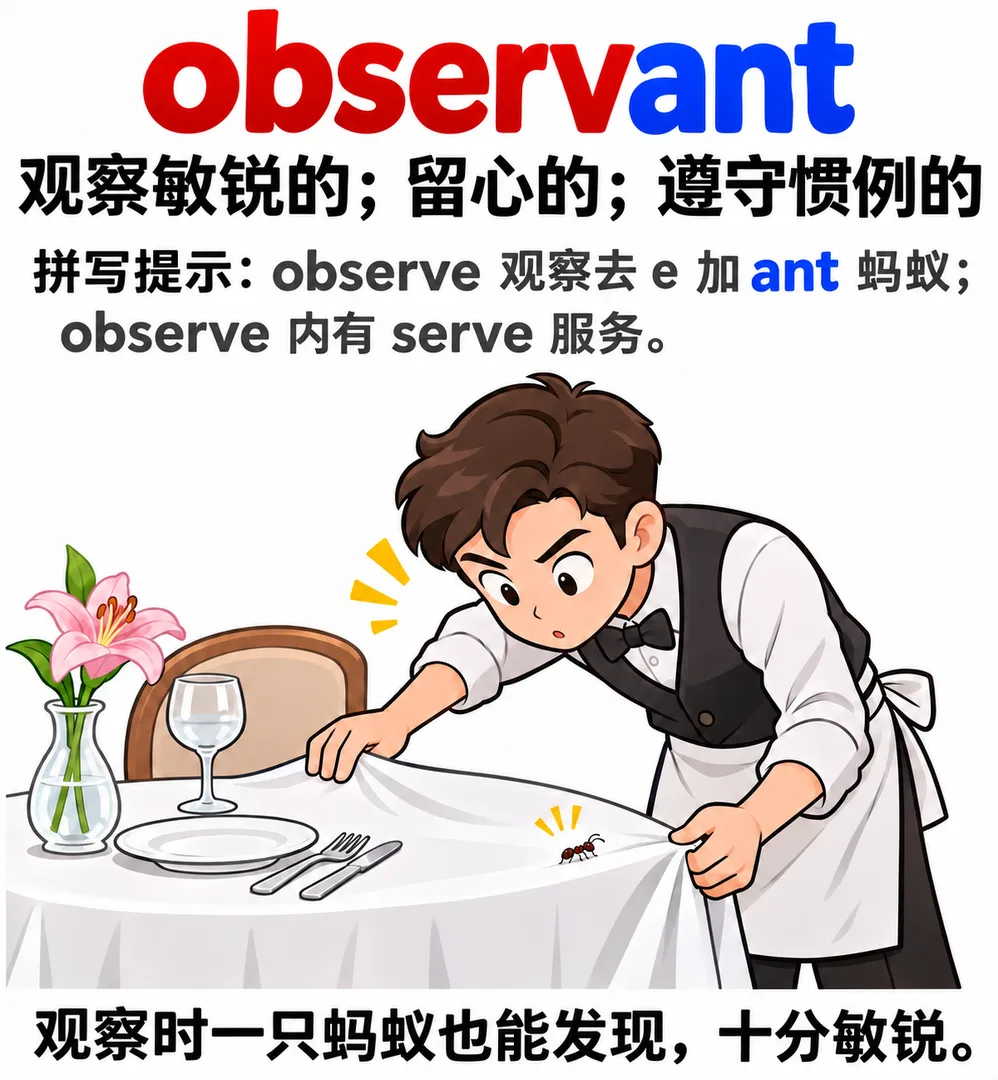 observant
观察敏锐的；留心的；遵守惯例的
拼写提示：observe 观察去 e 加 ant 蚂蚁；
observe 内有 serve 服务。
观察时一只蚂蚁也能发现，十分敏锐。